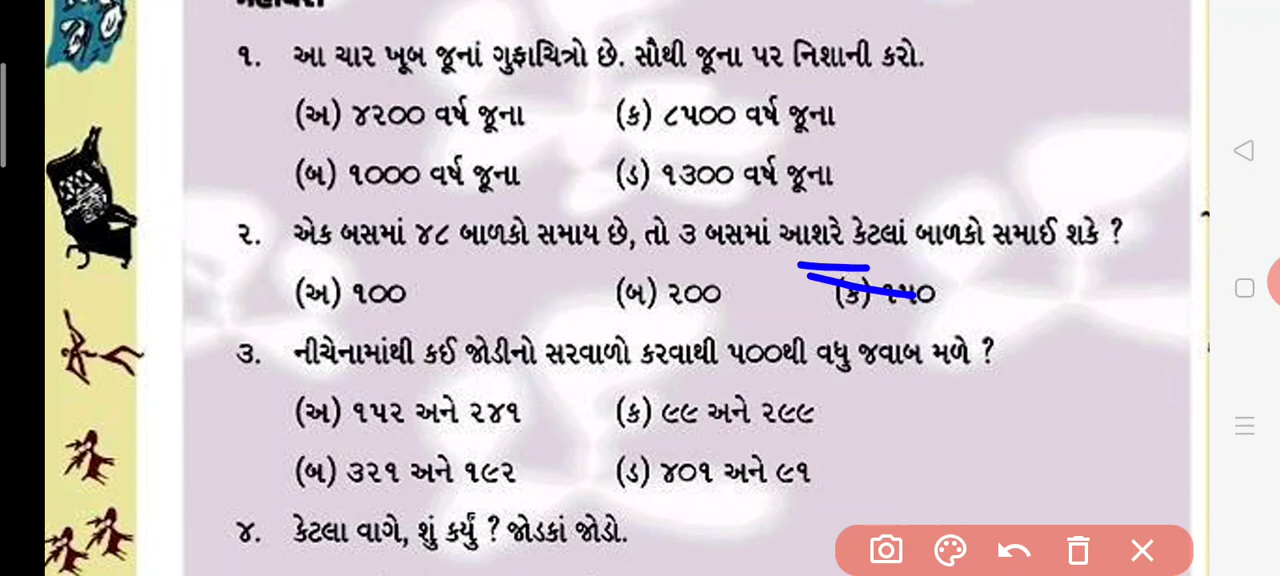 ૧. આ ચાર ખૂબ જૂનાં ગુફાચિત્રો છે. સૌથી જૂના પર નિશાની કરો.
(અ) ૪૨૦૦ વર્ષ જૂના (ક) ૮૫૦૦ વર્ષ જૂના
(બ) ૧૦૦૦ વર્ષ જૂના (ડ) ૧૩૦૦ વર્ષ જૂના
૨. એક બસમાં ૪૮ બાળકો સમાય છે, તો ૩ બસમાં આશરે કેટલાં બાળકો સમાઈ શકે ?
(અ) ૧૦૦ (બ) ૨૦૦ (ક) ૧૫૦
૩. નીચેનામાંથી કઈ જોડીનો સરવાળો કરવાથી ૫૦૦થી વધુ જવાબ મળે ?
(અ) ૧૫૨ અને ૨૪૧ (ક) ૯૯ અને ૨૯૯
(બ) ૩૨૧ અને ૧૯૨ (ડ) ૪૦૧ અને ૯૧
૪. કેટલા વાગે, શું કર્યું ? જોડકાં જોડો.